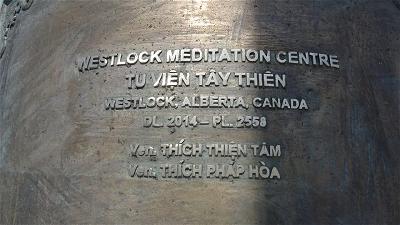 WESTLOCK MEDITATION CENTRE
TU VIỆN TÂY THIÊN
WESTLOCK, ALBERTA, CANADA
DL. 2014 – PL. 2558
Ven. THÍCH THIỆN TÂM
Ven. THÍCH PHÁP HÒA